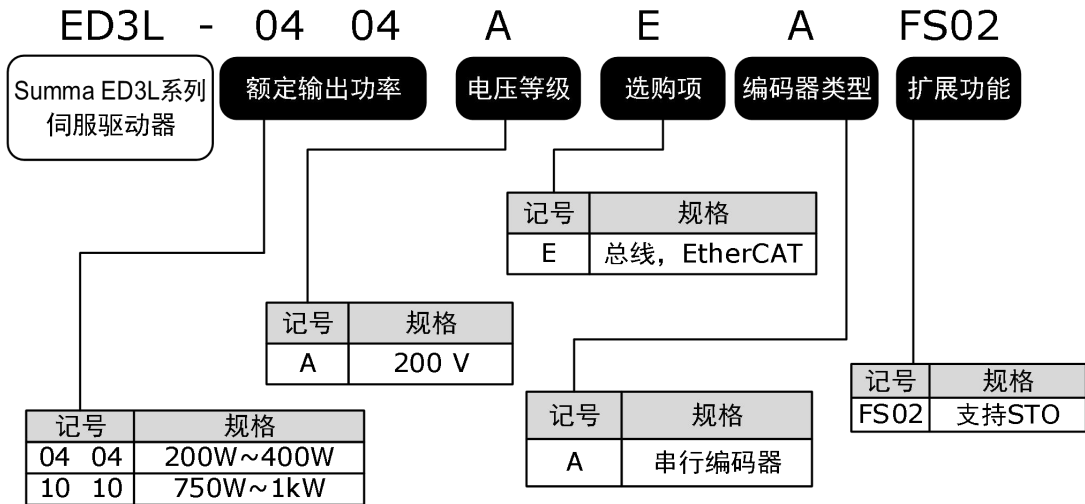 ED3L - 04 04 A E A FS02
Summa ED3L系列
伺服驱动器
额定输出功率
电压等级
选购项
编码器类型
扩展功能
记号 规格
E 总线，EtherCAT
记号 规格
A 200 V
记号 规格
FS02 支持STO
记号 规格
A 串行编码器
记号 规格
04 04 200W~400W
10 10 750W~1kW